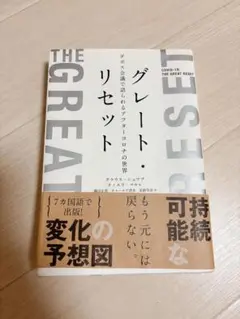 COVID-19:
THE GREAT RESET
THE GREAT
RESET
グレート・
リセット
ダボス会議で語られるアフターコロナの世界
クラウス・シュワブ
ティエリ・マルレ
もう元には
戻らない。
持続
可能な
変化の
予想図
7カ国語で
出版!